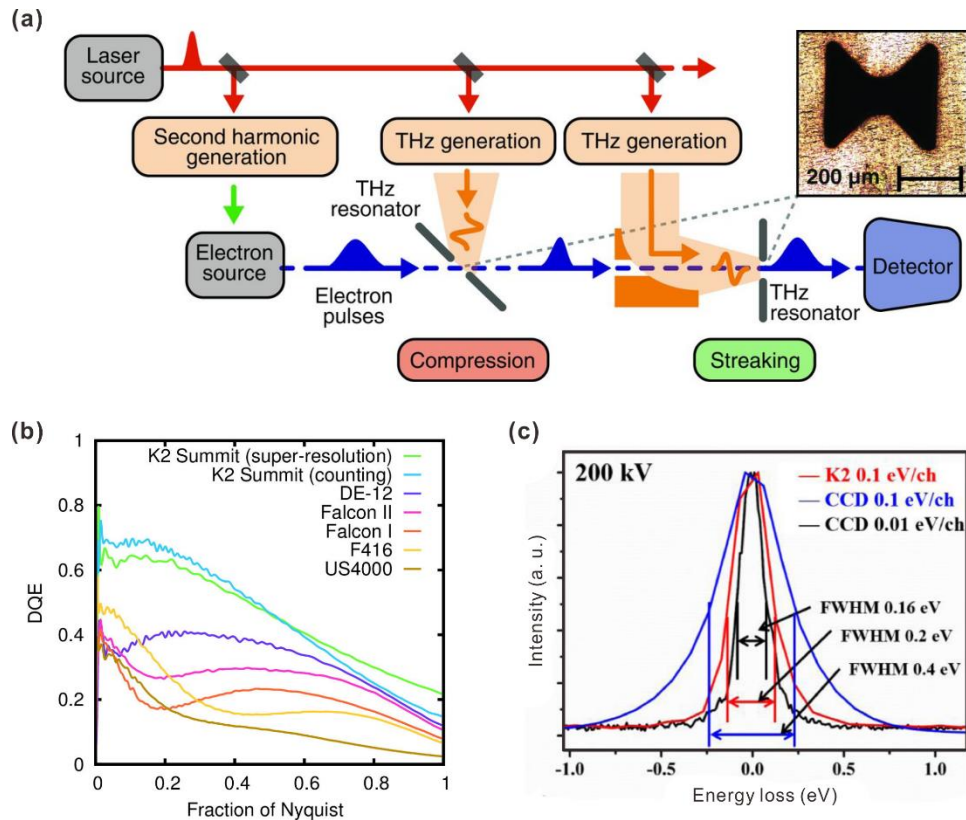 (a)
Laser
source
Second harmonic
generation
THz generation
THz generation
200 μm
THz
resonator
Electron
source
Electron
pulses
THz
resonator
Detector
Compression
Streaking
(b)
DQE
1
0.8
0.6
0.4
0.2
0
K2 Summit (super-resolution)
K2 Summit (counting)
DE-12
Falcon II
Falcon I
F416
US4000
0
0.2
0.4
0.6
0.8
1
Fraction of Nyquist
(c)
200 kV
K2 0.1 eV/ch
CCD 0.1 eV/ch
CCD 0.01 eV/ch
Intensity (a. u.)
FWHM 0.16 eV
FWHM 0.2 eV
FWHM 0.4 eV
-1.0
-0.5
0.0
0.5
1.0
Energy loss (eV)